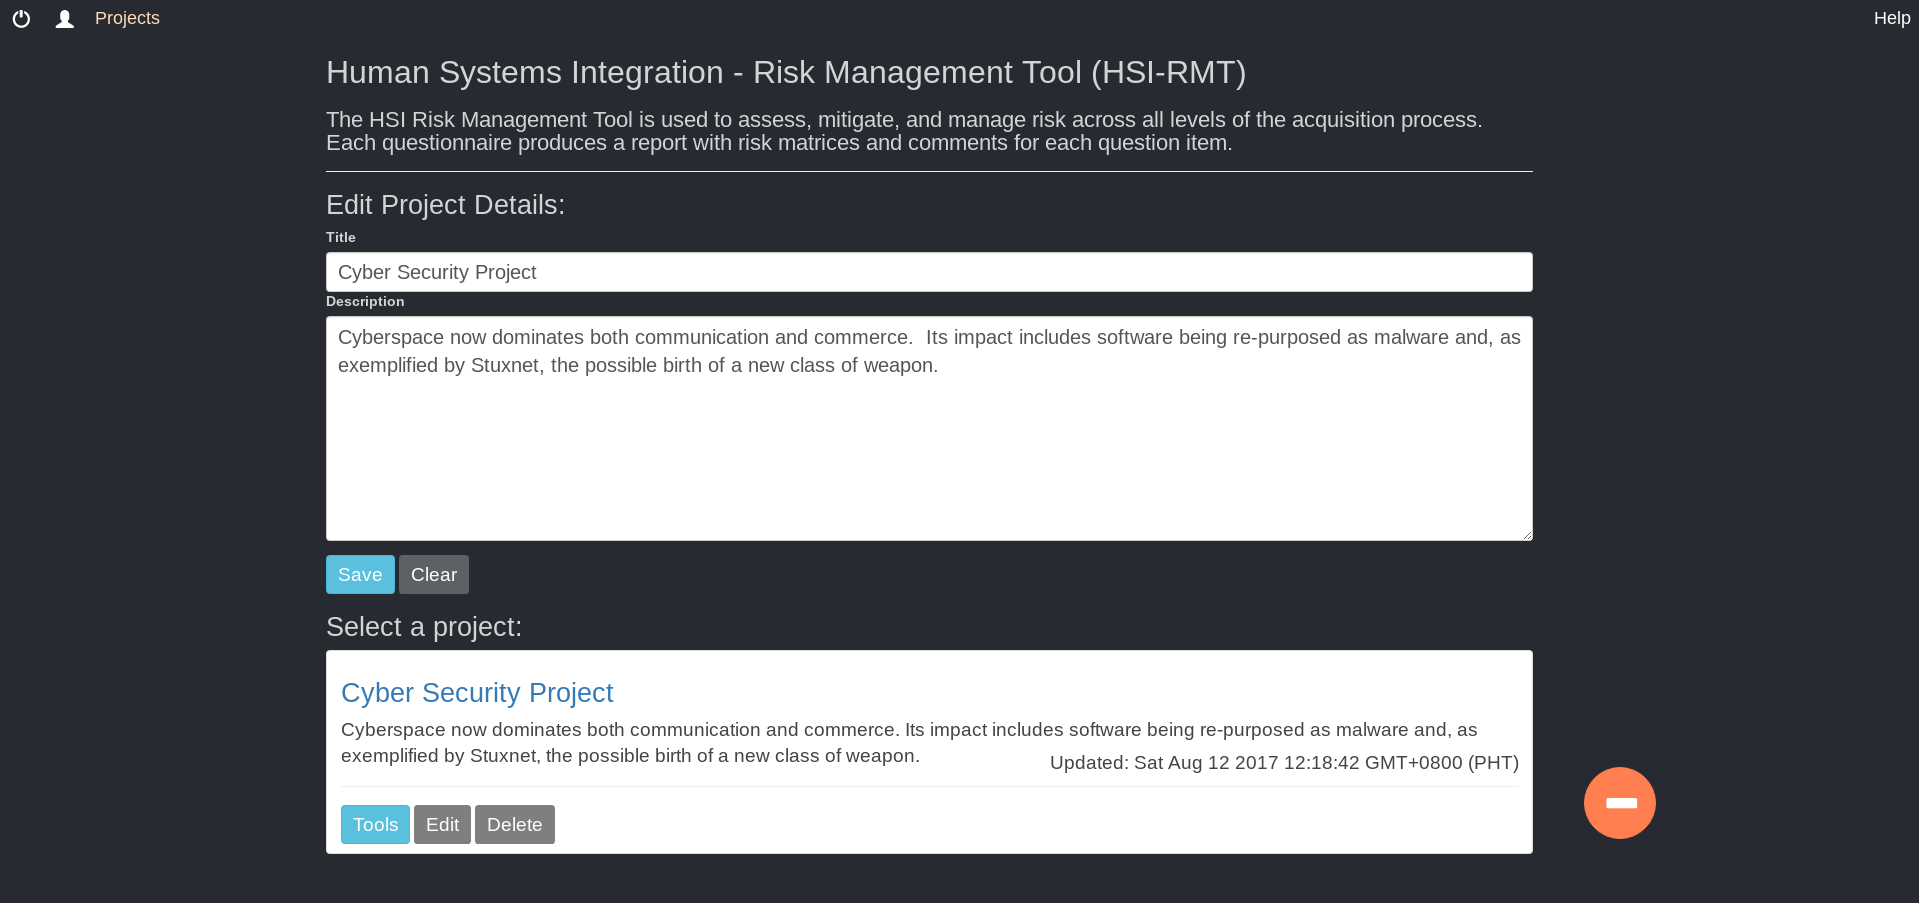 Projects
Help
Human Systems Integration - Risk Management Tool (HSI-RMT)
The HSI Risk Management Tool is used to assess, mitigate, and manage risk across all levels of the acquisition process.
Each questionnaire produces a report with risk matrices and comments for each question item.
Edit Project Details:
Title
Cyber Security Project
Description
Cyberspace now dominates both communication and commerce.  Its impact includes software being re-purposed as malware and, as
exemplified by Stuxnet, the possible birth of a new class of weapon.
Save Clear
Select a project:
Cyber Security Project
Cyberspace now dominates both communication and commerce. Its impact includes software being re-purposed as malware and, as
exemplified by Stuxnet, the possible birth of a new class of weapon.
Updated: Sat Aug 12 2017 12:18:42 GMT+0800 (PHT)
Tools Edit Delete